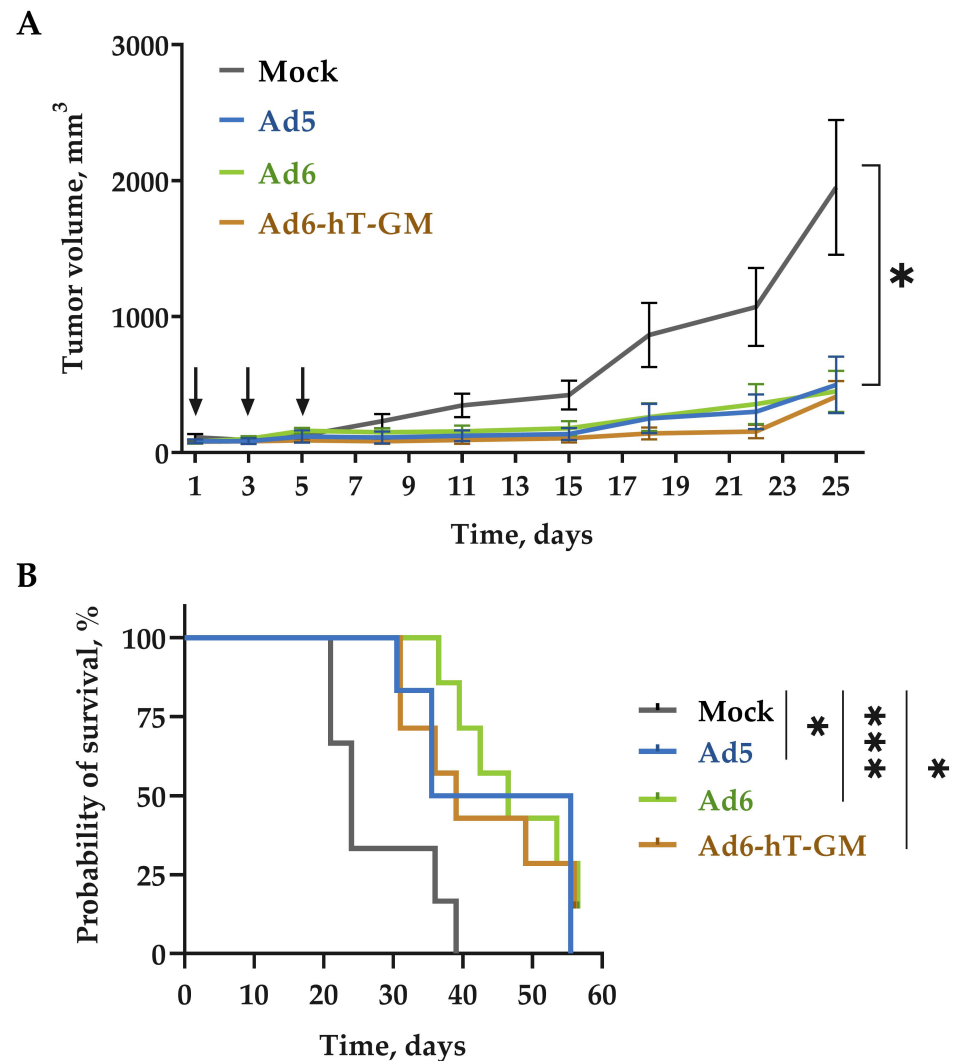 A
Tumor volume, mm³
3000
2000
1000
0
Mock
Ad5
Ad6
Ad6-hT-GM
*
1 3 5 7 9 11 13 15 17 19 21 23 25
Time, days
B
Probability of survival, %
100
75
50
25
0
0 10 20 30 40 50 60
Time, days
Mock
Ad5
Ad6
Ad6-hT-GM
*
***
*